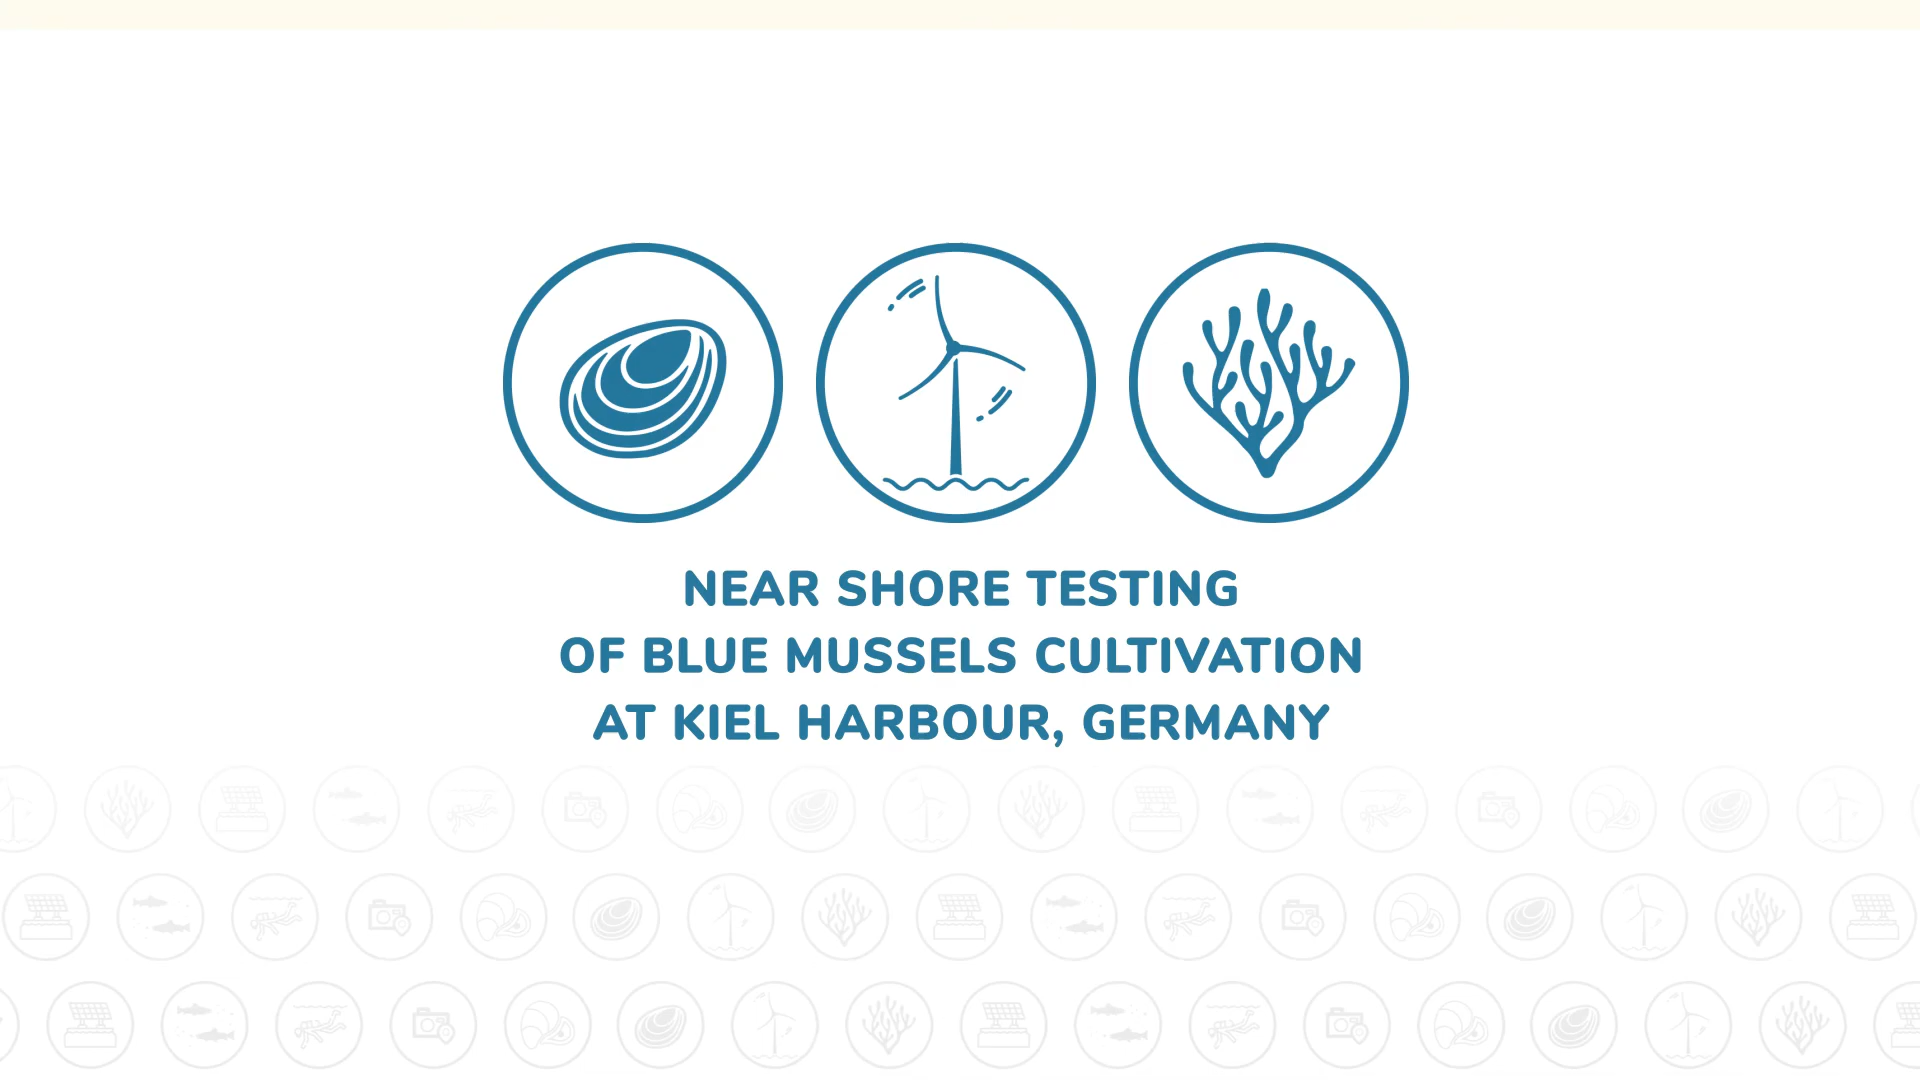 NEAR SHORE TESTING
OF BLUE MUSSELS CULTIVATION
AT KIEL HARBOUR, GERMANY